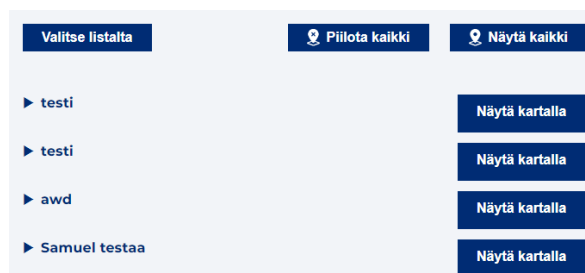 Valitse listalta Piilota kaikki Näytä kaikki
testi Näytä kartalla
testi Näytä kartalla
awd Näytä kartalla
Samuel testaa Näytä kartalla